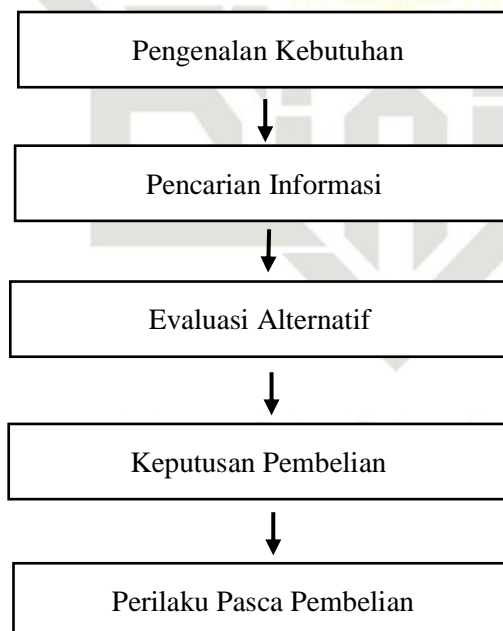 Pengenalan Kebutuhan
Pencarian Informasi
Evaluasi Alternatif
Keputusan Pembelian
Perilaku Pasca Pembelian